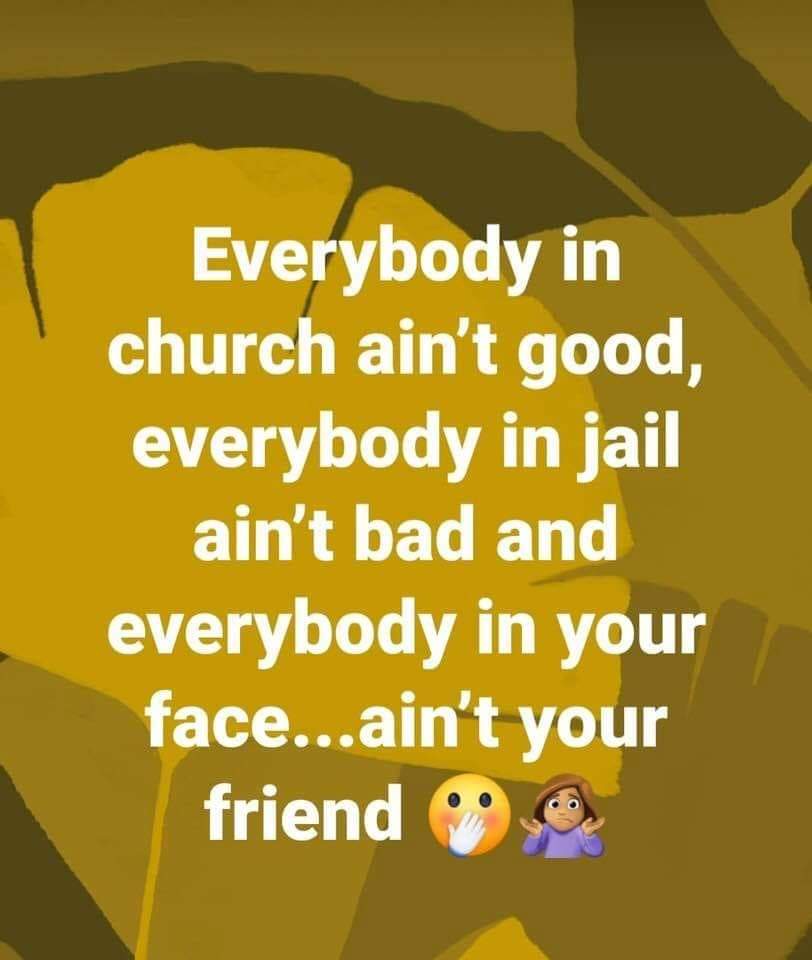 Everybody in
church ain’t good,
everybody in jail
ain’t bad and
everybody in your
face...ain’t your
friend 🫢🤷🏽‍♀️